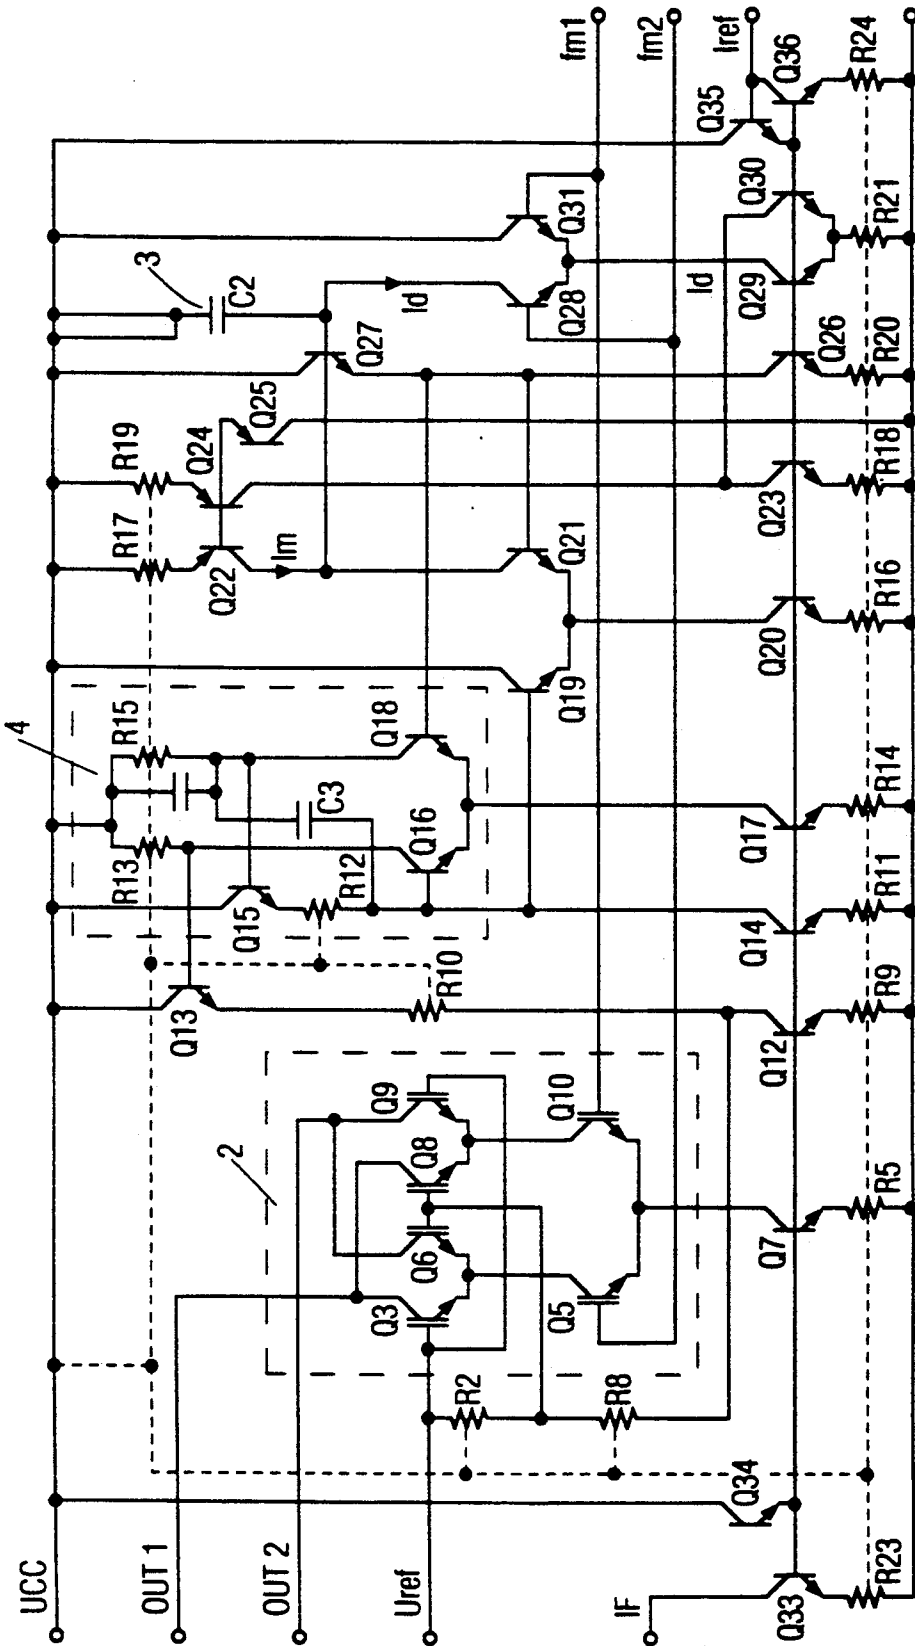 UCC
OUT 1
OUT 2
Uref
IF
Q33
R23
Q34
R2
R8
2
Q3
Q6
Q8
Q9
Q5
Q10
Q7
R5
Q13
R10
Q12
R9
4
R13
R15
Q15
R12
C3
Q16
Q18
Q14
R11
Q17
R14
Q19
Q21
Q20
R16
R17
R19
Q22
Q24
Q25
Im
Q23
R18
3
C2
Q27
Id
Q28
Q31
Q26
R20
Id
Q29
Q30
R21
Q35
Q36
R24
fm1
fm2
Iref